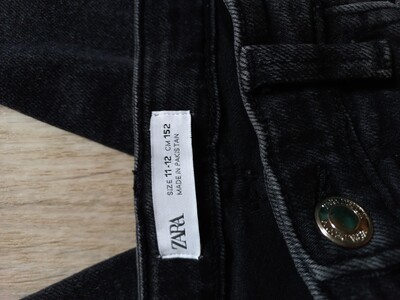 ZARA
SIZE 11-12 CM 152
MADE IN PAKISTAN